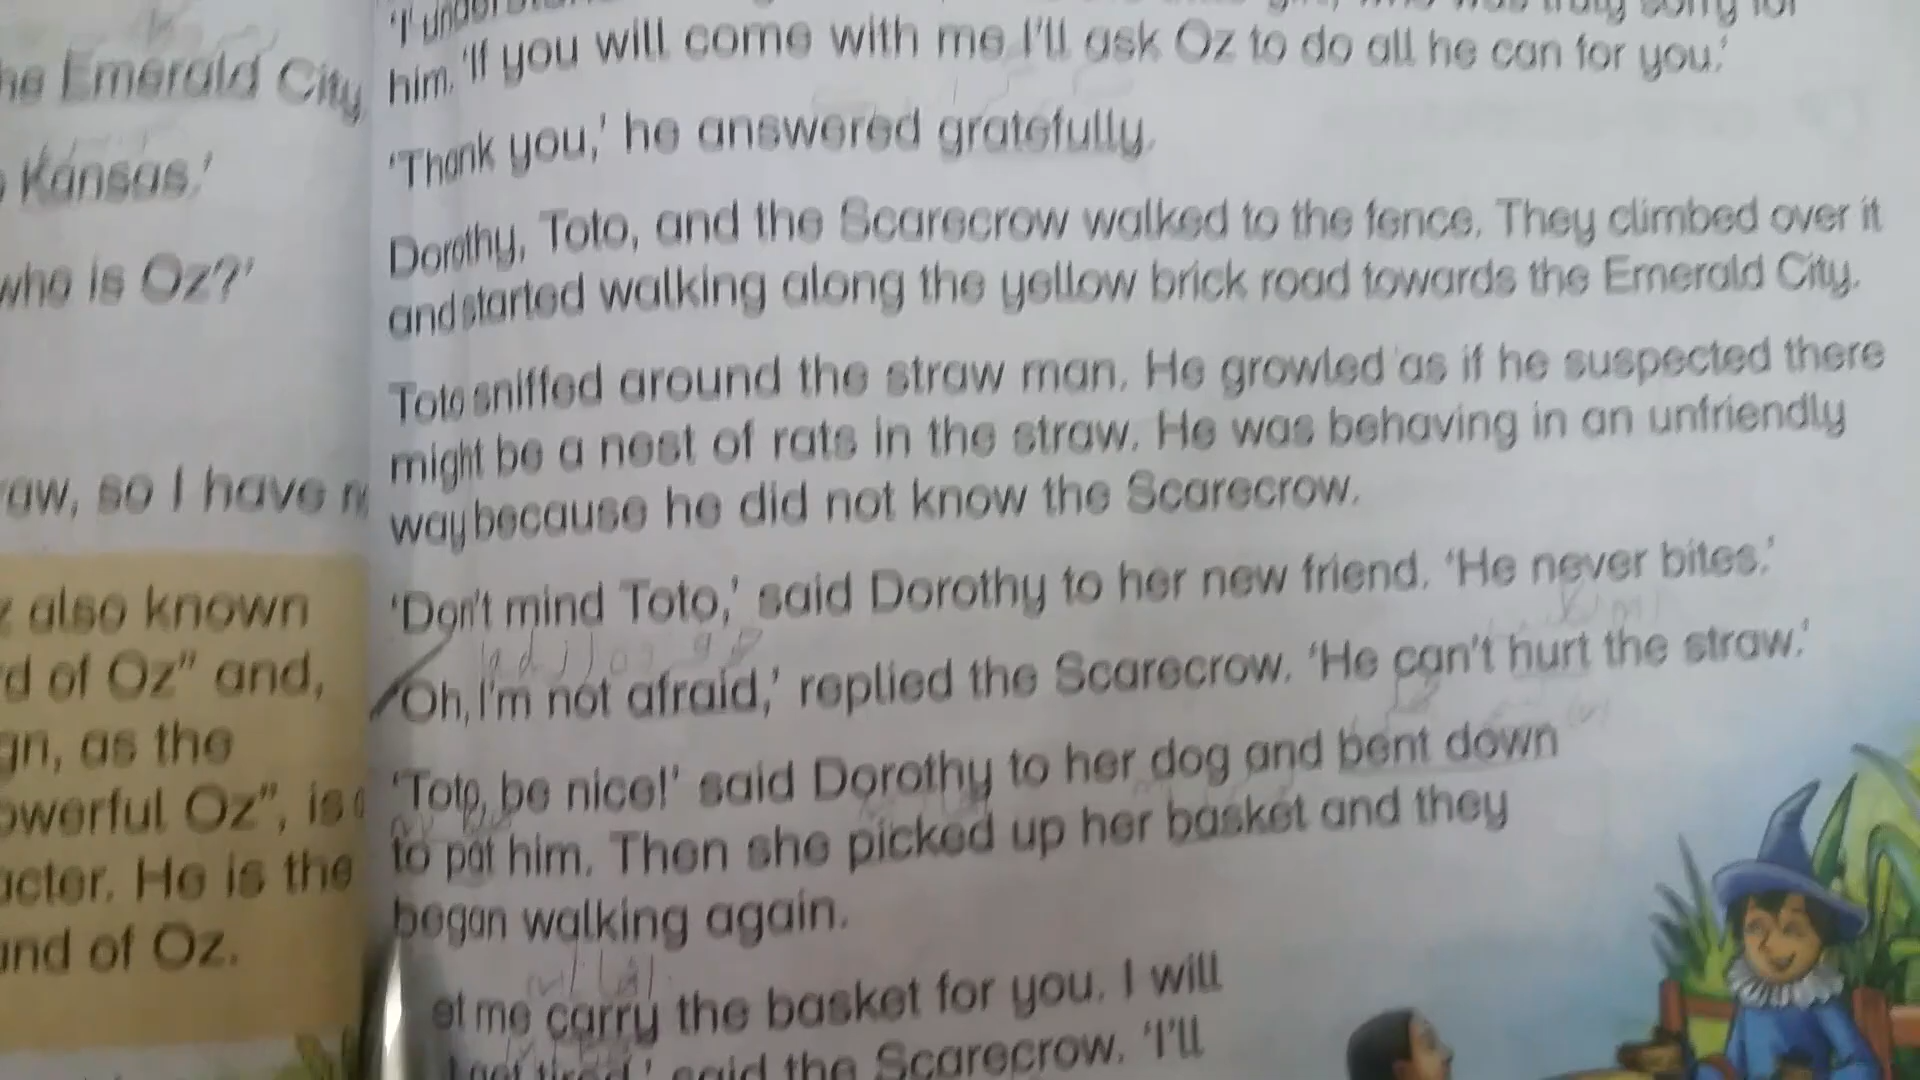 he Emerald City
Kansas.'
who is Oz?'
aw, so I have
also known
d of Oz" and,
gn, as the
owerful Oz", is
acter. He is the
and of Oz.
'I
him. 'If you will come with me I'll ask Oz to do all he can for you.'
'Thank you,' he answered gratefully.
Dorothy, Toto, and the Scarecrow walked to the fence. They climbed over it
and started walking along the yellow brick road towards the Emerald City.
Toto sniffed around the straw man. He growled as if he suspected there
might be a nest of rats in the straw. He was behaving in an unfriendly
way because he did not know the Scarecrow.
'Don't mind Toto,' said Dorothy to her new friend. 'He never bites.'
'Oh, I'm not afraid,' replied the Scarecrow. 'He can't hurt the straw.'
'Toto, be nice!' said Dorothy to her dog and bent down
to pat him. Then she picked up her basket and they
began walking again.
et me carry the basket for you. I will
get tired,' said the Scarecrow. 'I'll